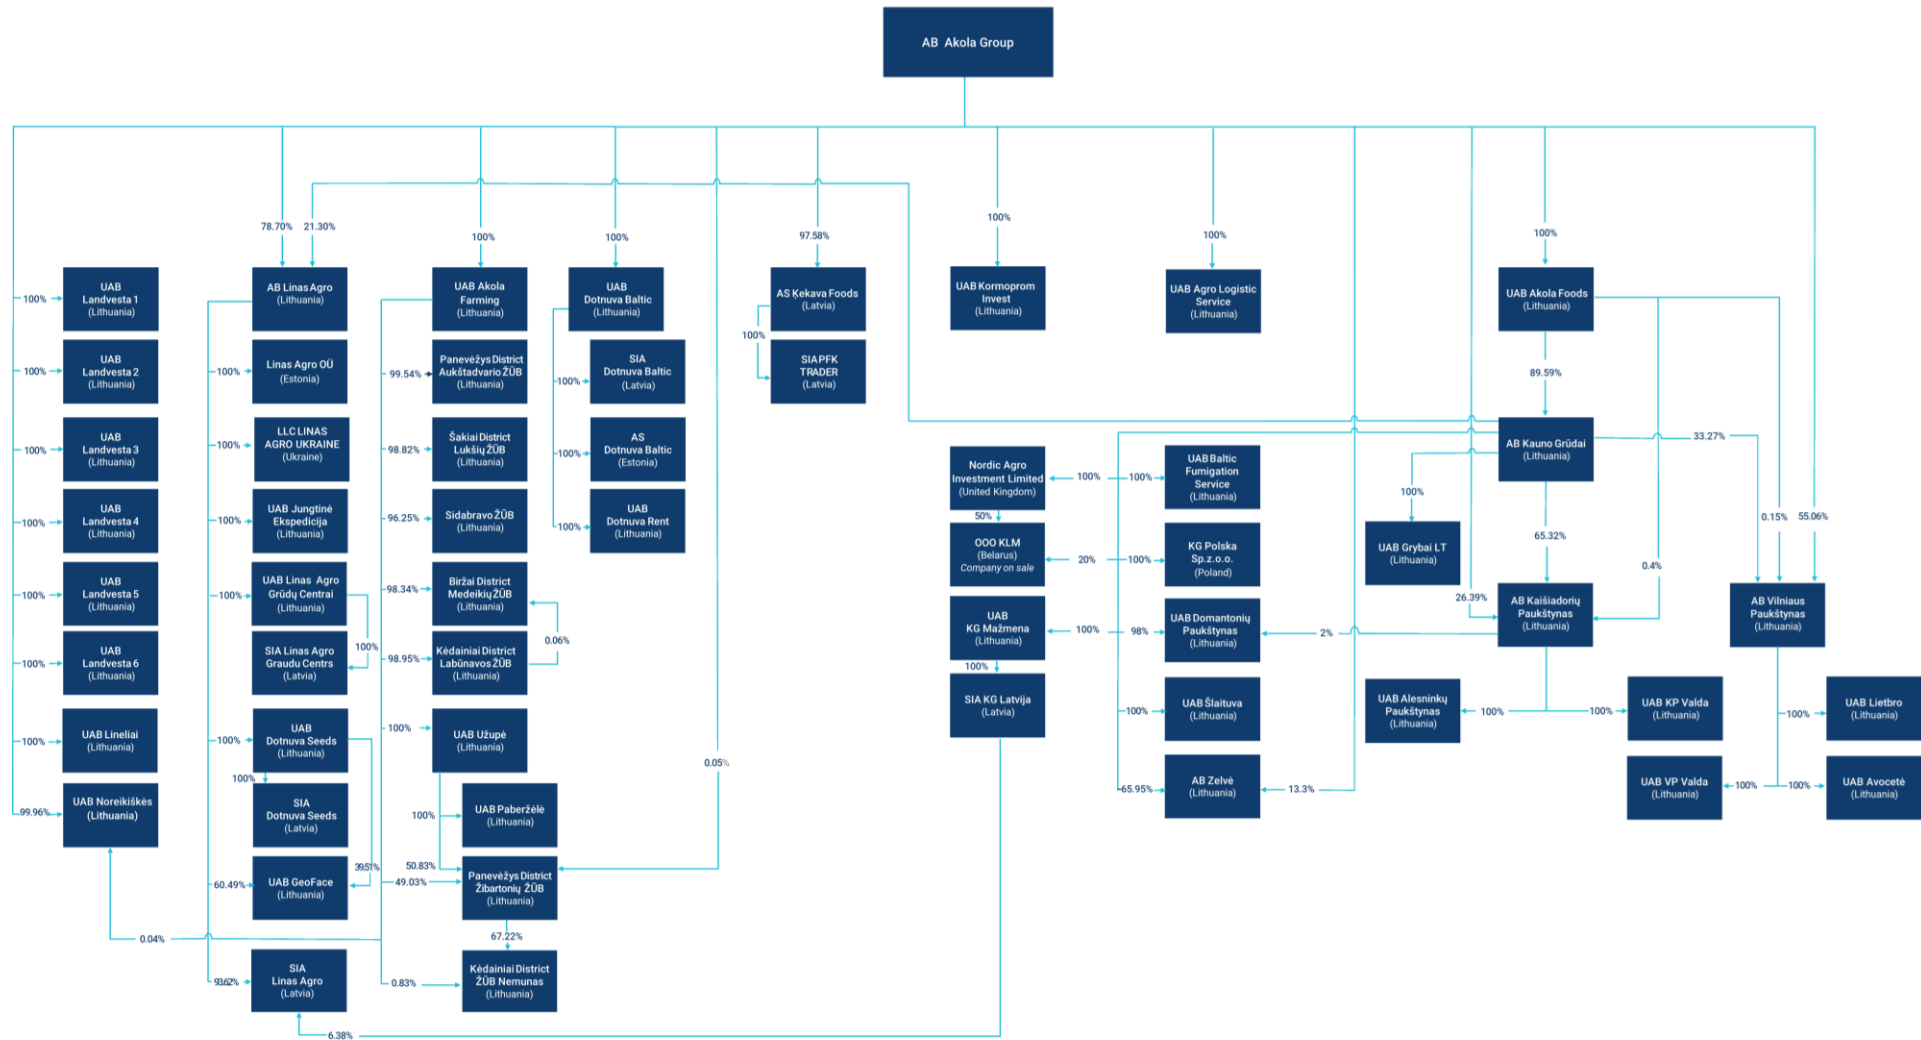 AB Akola Group
78.70%
21.30%
100%
100%
97.58%
100%
100%
100%
UAB
Landvesta 1
(Lithuania)
100%
UAB
Landvesta 2
(Lithuania)
100%
UAB
Landvesta 3
(Lithuania)
100%
UAB
Landvesta 4
(Lithuania)
100%
UAB
Landvesta 5
(Lithuania)
100%
UAB
Landvesta 6
(Lithuania)
100%
UAB Lineliai
(Lithuania)
100%
UAB Noreikiškės
(Lithuania)
99.96%
0.04%
AB Linas Agro
(Lithuania)
Linas Agro OÜ
(Estonia)
100%
LLC LINAS
AGRO UKRAINE
(Ukraine)
100%
UAB Jungtinė
Ekspedicija
(Lithuania)
100%
UAB Linas Agro
Grūdų Centrai
(Lithuania)
100%
SIA Linas Agro
Graudu Centrs
(Latvia)
100%
UAB
Dotnuva Seeds
(Lithuania)
100%
100%
SIA
Dotnuva Seeds
(Latvia)
39.51%
UAB GeoFace
(Lithuania)
60.49%
SIA
Linas Agro
(Latvia)
93.62%
6.38%
UAB Akola
Farming
(Lithuania)
Panevėžys District
Aukštadvario ŽŪB
(Lithuania)
99.54%
Šakiai District
Lukšių ŽŪB
(Lithuania)
98.82%
Sidabravo ŽŪB
(Lithuania)
96.25%
Biržai District
Medeikių ŽŪB
(Lithuania)
98.34%
0.06%
Kėdainiai District
Labūnavos ŽŪB
(Lithuania)
98.95%
UAB Užupė
(Lithuania)
100%
UAB Paberžėlė
(Lithuania)
100%
50.83%
49.03%
Panevėžys District
Žibartonių ŽŪB
(Lithuania)
0.05%
67.22%
Kėdainiai District
ŽŪB Nemunas
(Lithuania)
0.83%
UAB
Dotnuva Baltic
(Lithuania)
SIA
Dotnuva Baltic
(Latvia)
100%
AS
Dotnuva Baltic
(Estonia)
100%
UAB
Dotnuva Rent
(Lithuania)
100%
AS Ķekava Foods
(Latvia)
100%
SIA PFK
TRADER
(Latvia)
UAB Kormoprom
Invest
(Lithuania)
UAB Agro Logistic
Service
(Lithuania)
Nordic Agro
Investment Limited
(United Kingdom)
100%
100%
UAB Baltic
Fumigation
Service
(Lithuania)
50%
OOO KLM
(Belarus)
Company on sale
20%
100%
KG Polska
Sp.z.o.o.
(Poland)
UAB
KG Mažmena
(Lithuania)
100%
98%
UAB Domantonių
Paukštynas
(Lithuania)
2%
100%
SIA KG Latvija
(Latvia)
100%
UAB Šlaituva
(Lithuania)
65.95%
AB Zelvė
(Lithuania)
13.3%
UAB Akola Foods
(Lithuania)
89.59%
AB Kauno Grūdai
(Lithuania)
33.27%
100%
UAB Grybai LT
(Lithuania)
65.32%
0.15%
55.06%
0.4%
26.39%
AB Kaišiadorių
Paukštynas
(Lithuania)
AB Vilniaus
Paukštynas
(Lithuania)
UAB Alesninkų
Paukštynas
(Lithuania)
100%
100%
UAB KP Valda
(Lithuania)
100%
UAB Lietbro
(Lithuania)
UAB VP Valda
(Lithuania)
100%
100%
UAB Avocetė
(Lithuania)